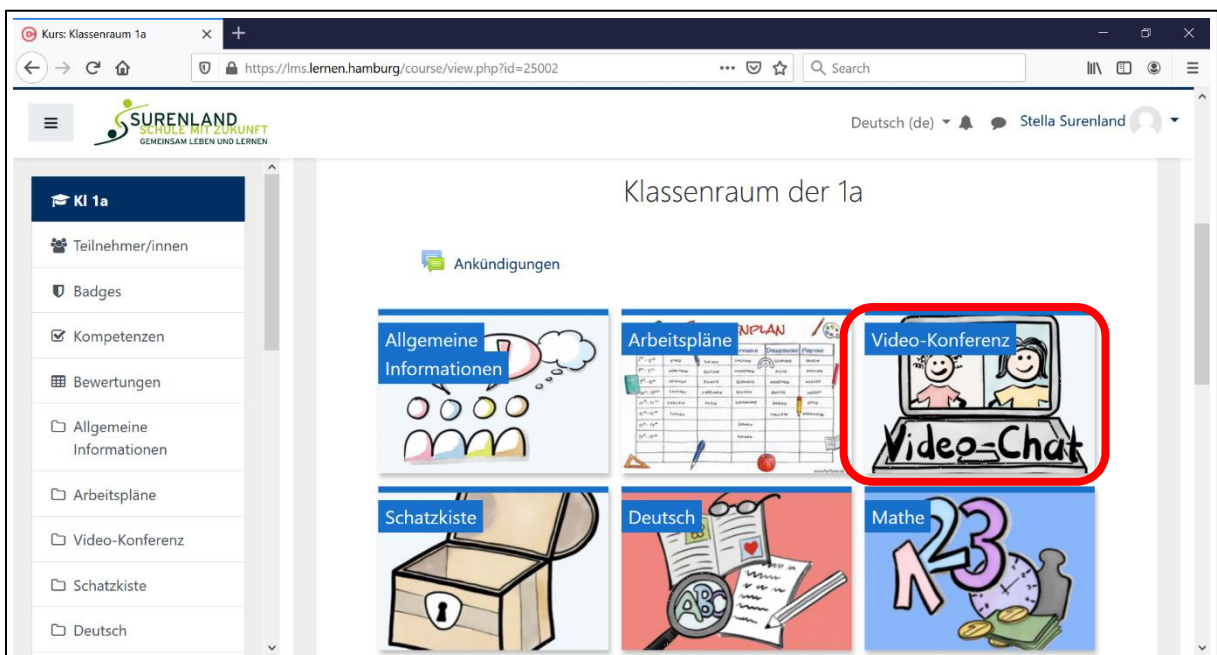 Kurs: Klassenraum 1a
https://lms.lernen.hamburg/course/view.php?id=25002
Search
SURENLAND
SCHULE MIT ZUKUNFT
GEMEINSAM LEBEN UND LERNEN
Deutsch (de)
Stella Surenland
Kl 1a
Teilnehmer/innen
Badges
Kompetenzen
Bewertungen
Allgemeine
Informationen
Arbeitspläne
Video-Konferenz
Schatzkiste
Deutsch
Klassenraum der 1a
Ankündigungen
Allgemeine
Informationen
Arbeitspläne
Video-Konferenz
Video-Chat
Schatzkiste
Deutsch
ABC
Mathe
123